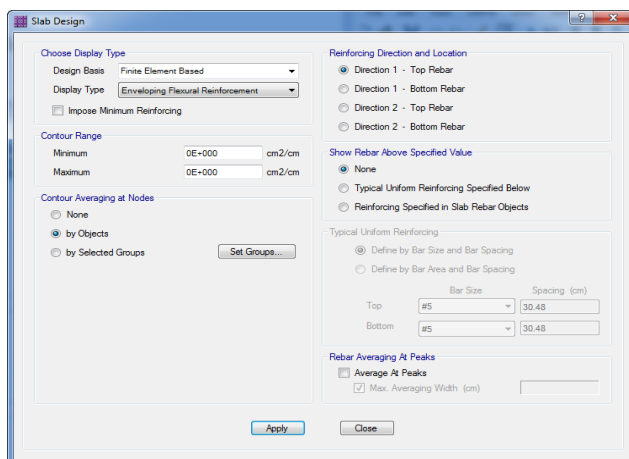 Slab Design
Choose Display Type
Design Basis Finite Element Based
Display Type Enveloping Flexural Reinforcement
Impose Minimum Reinforcing
Contour Range
Minimum 0E+000 cm2/cm
Maximum 0E+000 cm2/cm
Contour Averaging at Nodes
None
by Objects
by Selected Groups Set Groups...
Reinforcing Direction and Location
Direction 1 - Top Rebar
Direction 1 - Bottom Rebar
Direction 2 - Top Rebar
Direction 2 - Bottom Rebar
Show Rebar Above Specified Value
None
Typical Uniform Reinforcing Specified Below
Reinforcing Specified in Slab Rebar Objects
Typical Uniform Reinforcing
Define by Bar Size and Bar Spacing
Define by Bar Area and Bar Spacing
Bar Size Spacing (cm)
Top #5 30.48
Bottom #5 30.48
Rebar Averaging At Peaks
Average At Peaks
Max. Averaging Width (cm)
Apply Close